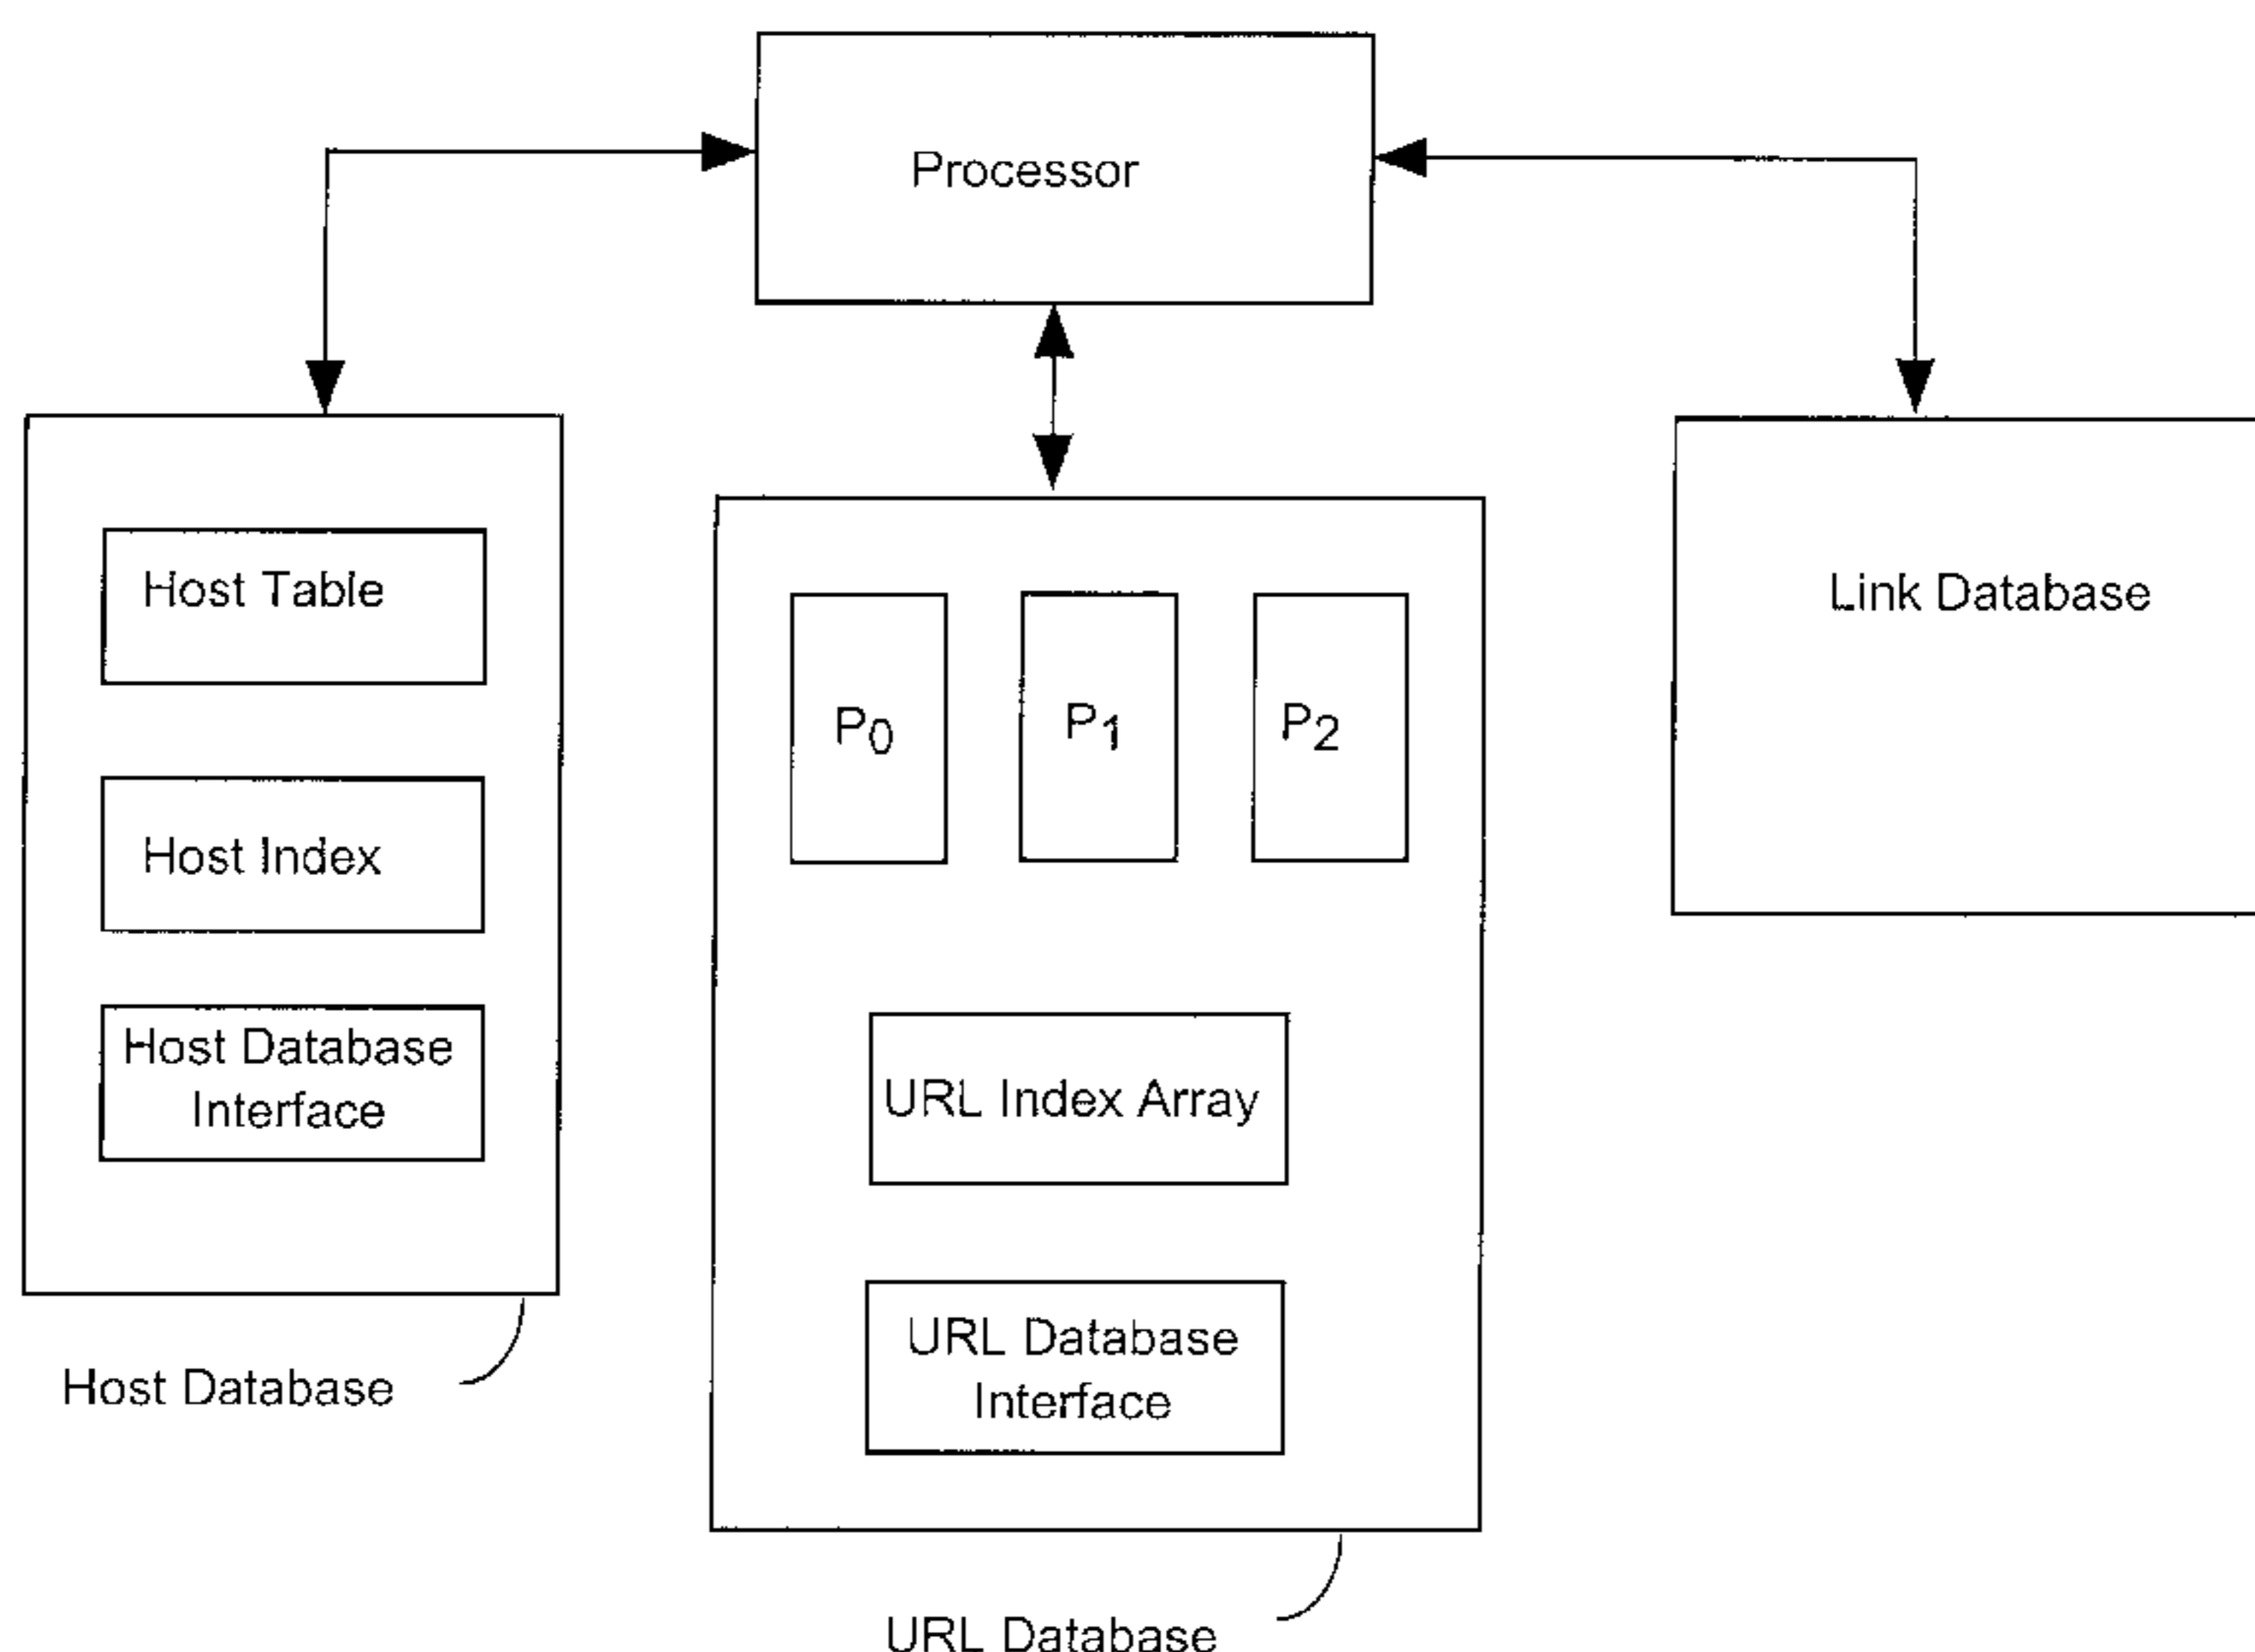 Processor
Host Table
Host Index
Host Database
Interface
Host Database
P0
P1
P2
URL Index Array
URL Database
Interface
URL Database
Link Database